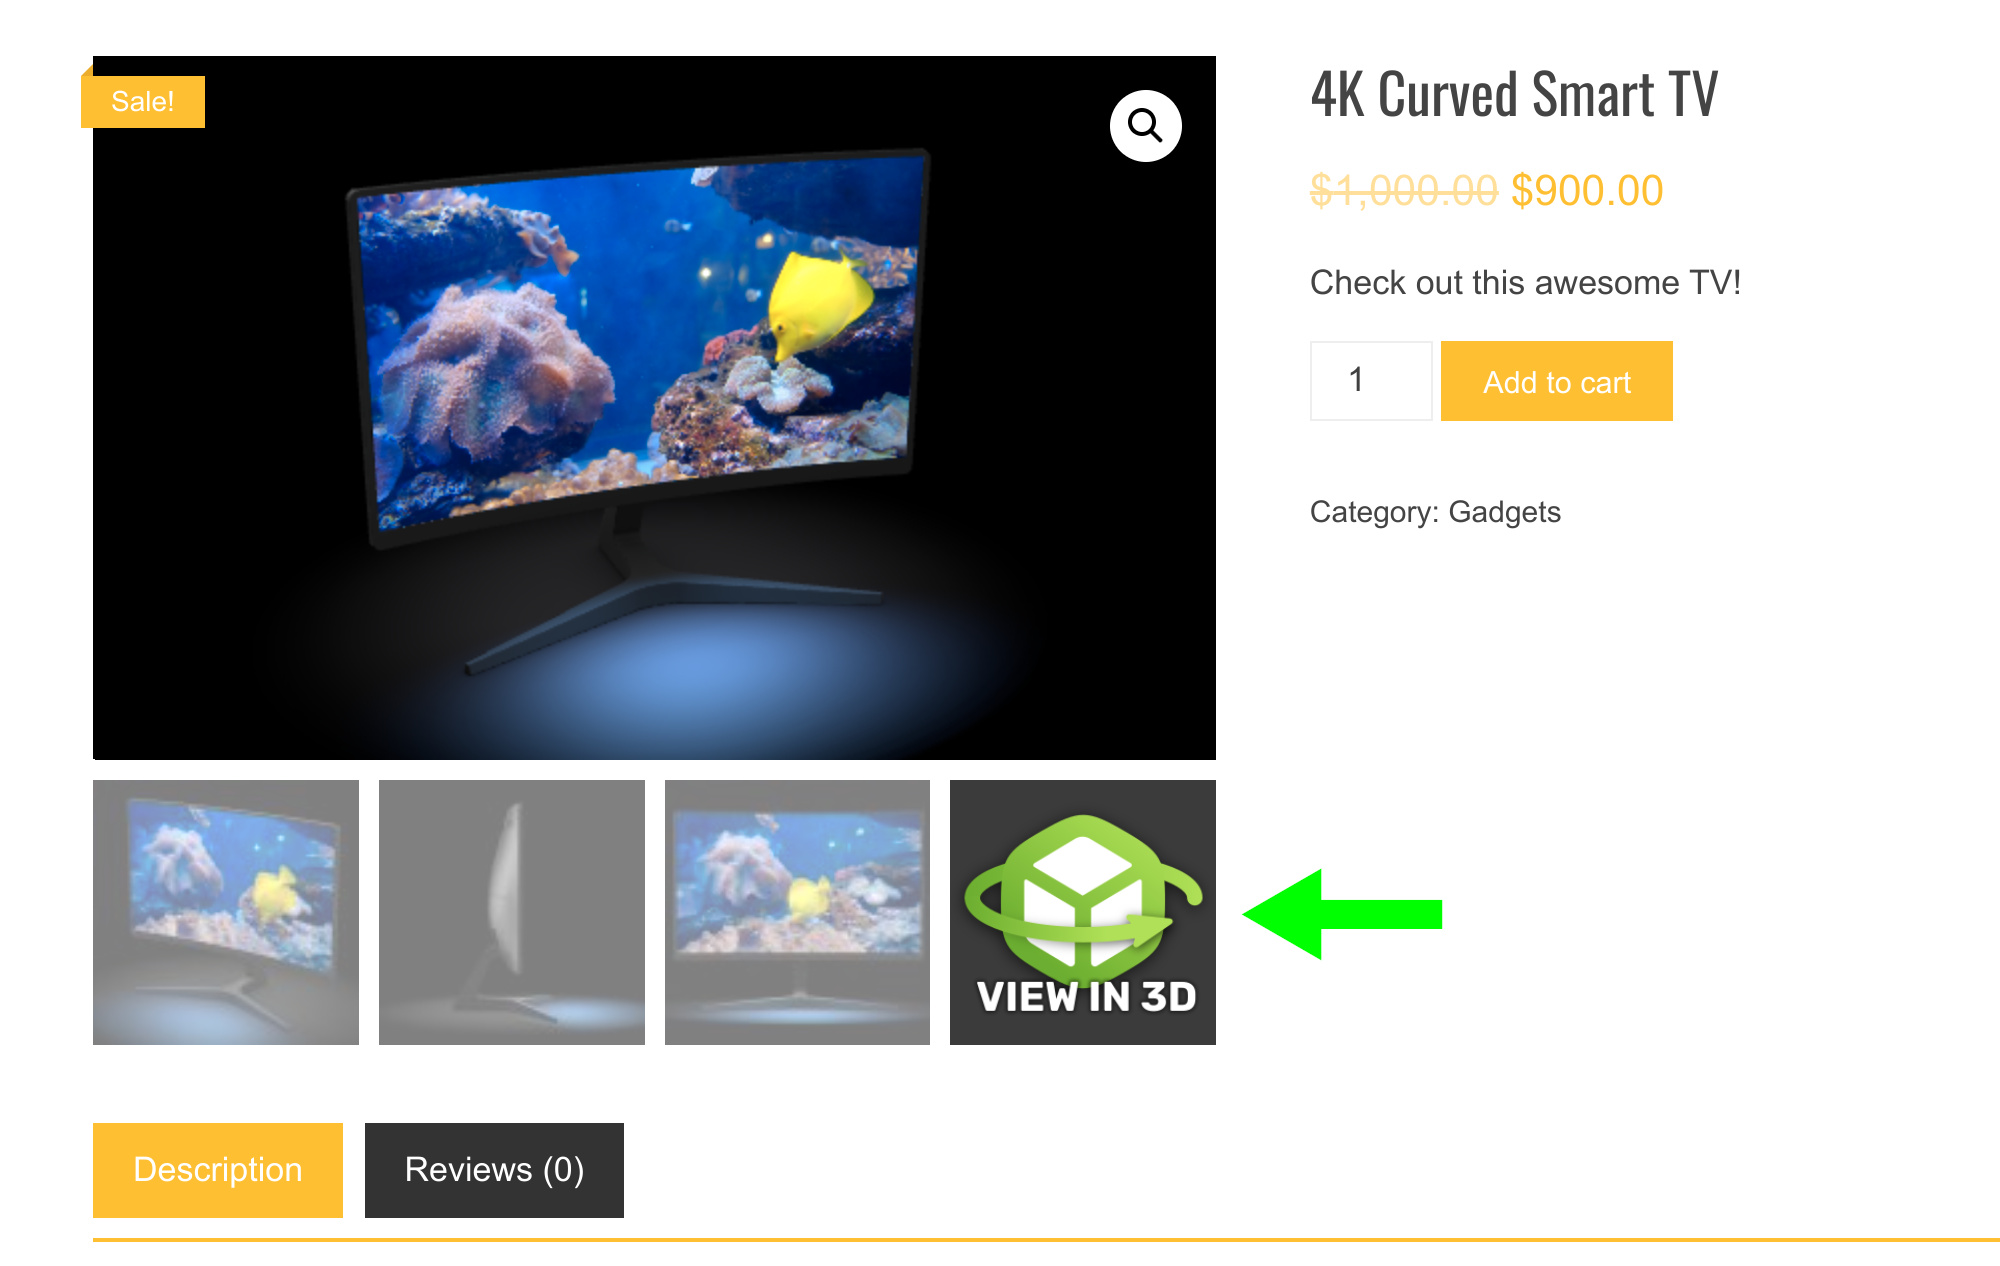 Sale!
4K Curved Smart TV
$1,000.00 $900.00
Check out this awesome TV!
1
Add to cart
Category: Gadgets
VIEW IN 3D
Description
Reviews (0)